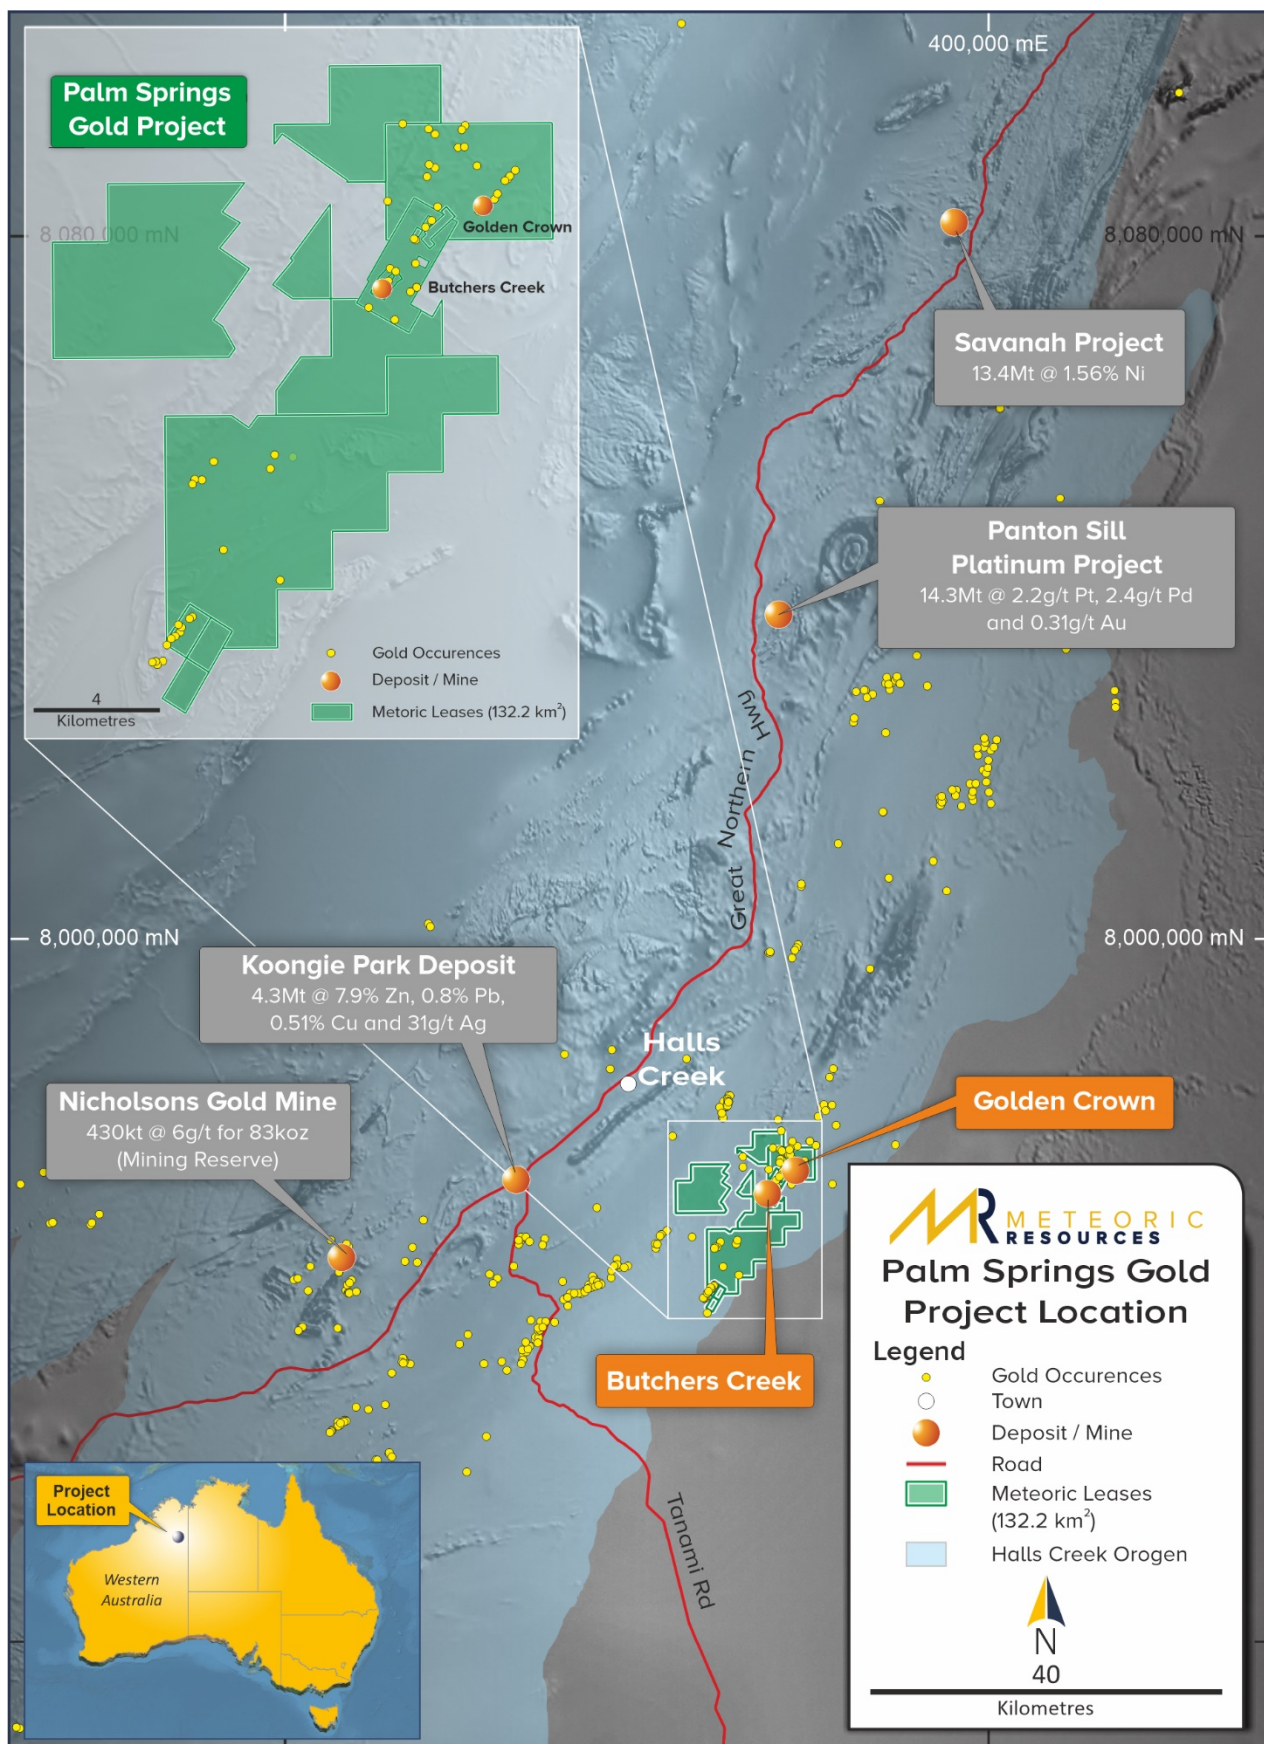 400,000 mE
Palm Springs
Gold Project
8,080,000 mN
8,080,000 mN
Golden Crown
Butchers Creek
Gold Occurences
Deposit / Mine
Metoric Leases (132.2 km²)
4
Kilometres
Savanah Project
13.4Mt @ 1.56% Ni
Panton Sill
Platinum Project
14.3Mt @ 2.2g/t Pt, 2.4g/t Pd
and 0.31g/t Au
Great Northern Hwy
8,000,000 mN
8,000,000 mN
Koongie Park Deposit
4.3Mt @ 7.9% Zn, 0.8% Pb,
0.51% Cu and 31g/t Ag
Halls
Creek
Nicholsons Gold Mine
430kt @ 6g/t for 83koz
(Mining Reserve)
Golden Crown
Butchers Creek
Tanami Rd
Project
Location
Western
Australia
MR METEORIC
RESOURCES
Palm Springs Gold
Project Location
Legend
Gold Occurences
Town
Deposit / Mine
Road
Meteoric Leases
(132.2 km²)
Halls Creek Orogen
N
40
Kilometres